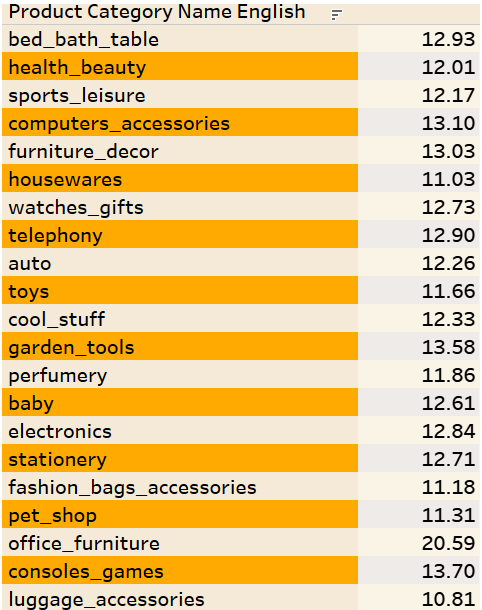 Product Category Name English
bed_bath_table 12.93
health_beauty 12.01
sports_leisure 12.17
computers_accessories 13.10
furniture_decor 13.03
housewares 11.03
watches_gifts 12.73
telephony 12.90
auto 12.26
toys 11.66
cool_stuff 12.33
garden_tools 13.58
perfumery 11.86
baby 12.61
electronics 12.84
stationery 12.71
fashion_bags_accessories 11.18
pet_shop 11.31
office_furniture 20.59
consoles_games 13.70
luggage_accessories 10.81